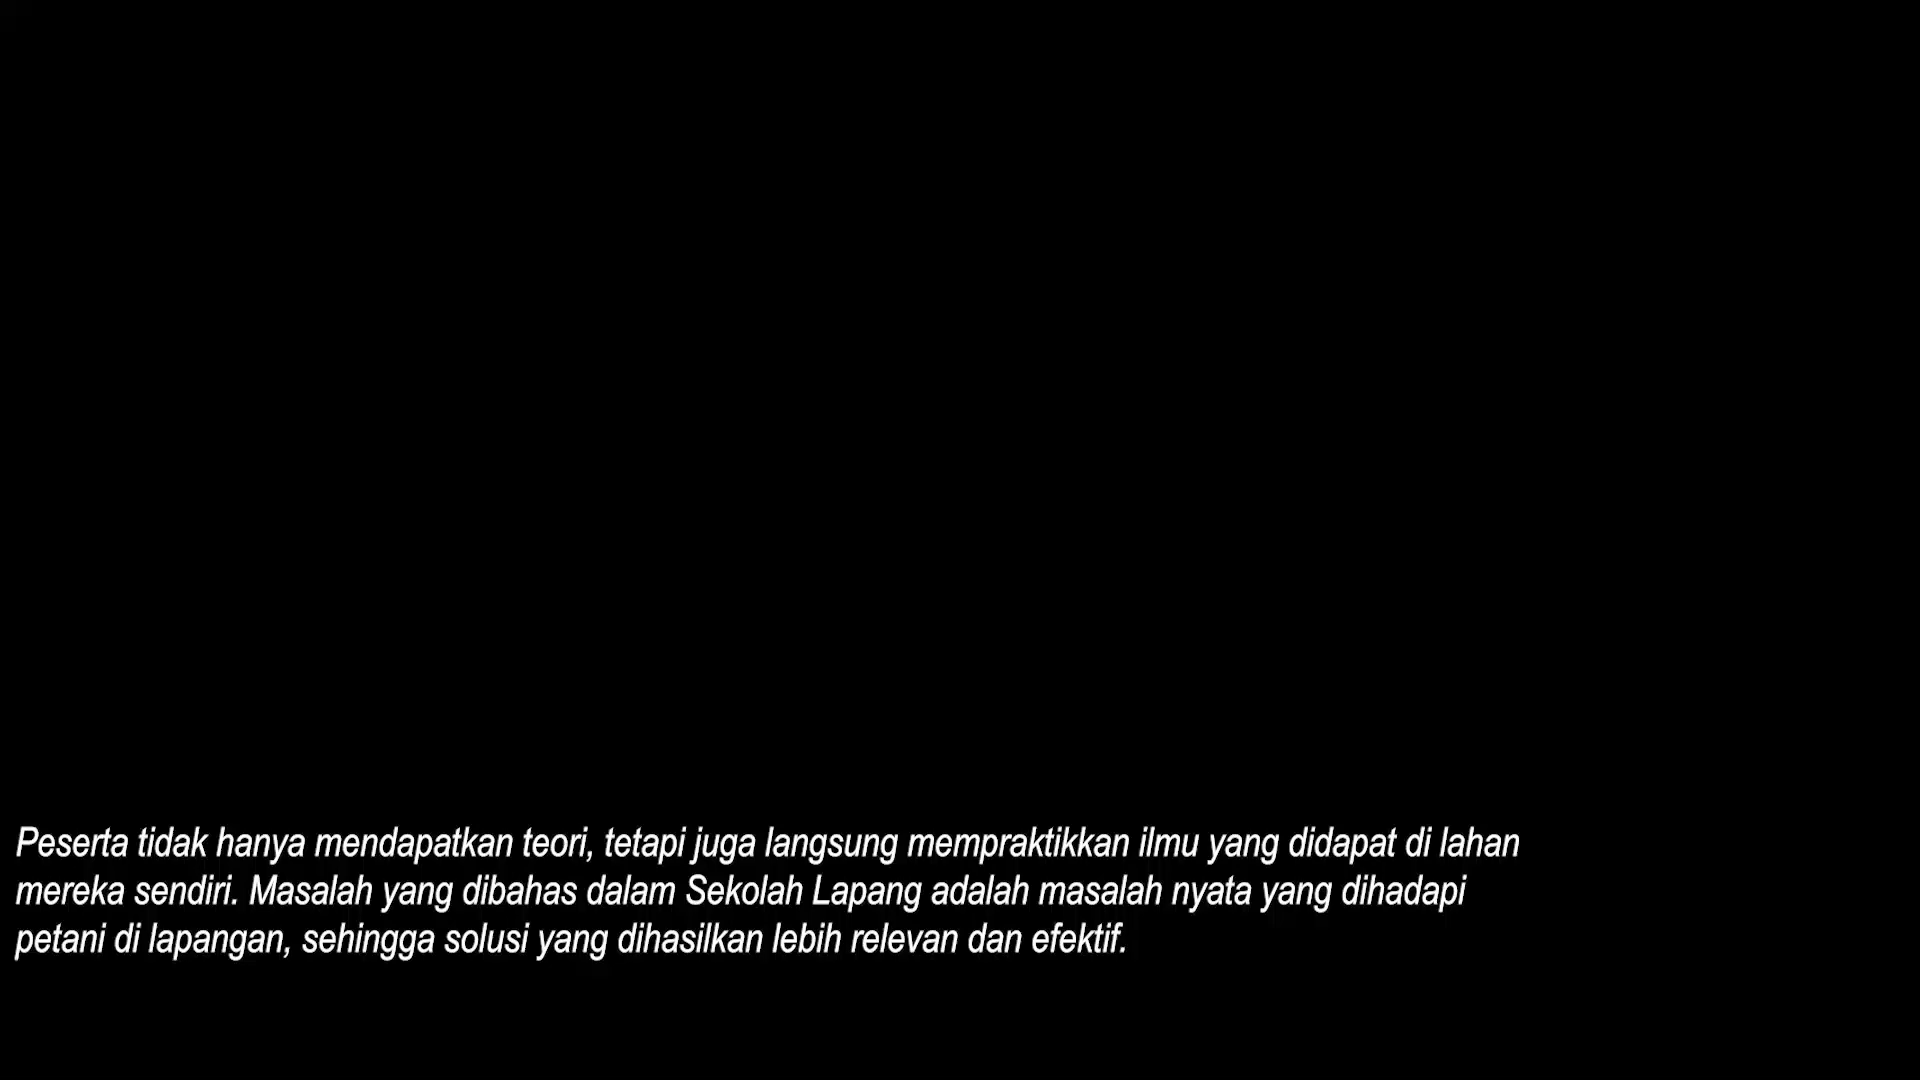 Peserta tidak hanya mendapatkan teori, tetapi juga langsung mempraktikkan ilmu yang didapat di lahan
mereka sendiri. Masalah yang dibahas dalam Sekolah Lapang adalah masalah nyata yang dihadapi
petani di lapangan, sehingga solusi yang dihasilkan lebih relevan dan efektif.